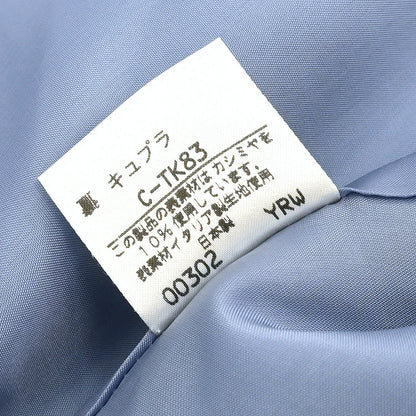 裏 キュプラ
C-TK83
この製品の表素材はカシミヤを
10%使用しています。
表素材イタリア製生地使用
日本製
00302 YRW